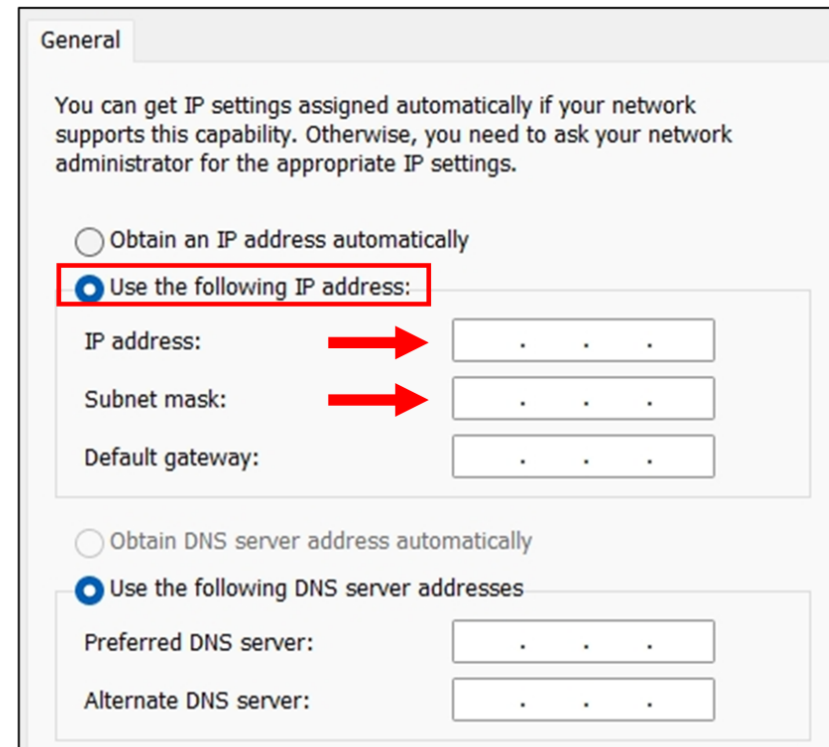 General
You can get IP settings assigned automatically if your network
supports this capability. Otherwise, you need to ask your network
administrator for the appropriate IP settings.
Obtain an IP address automatically
Use the following IP address:
IP address:
Subnet mask:
Default gateway:
Obtain DNS server address automatically
Use the following DNS server addresses
Preferred DNS server:
Alternate DNS server: